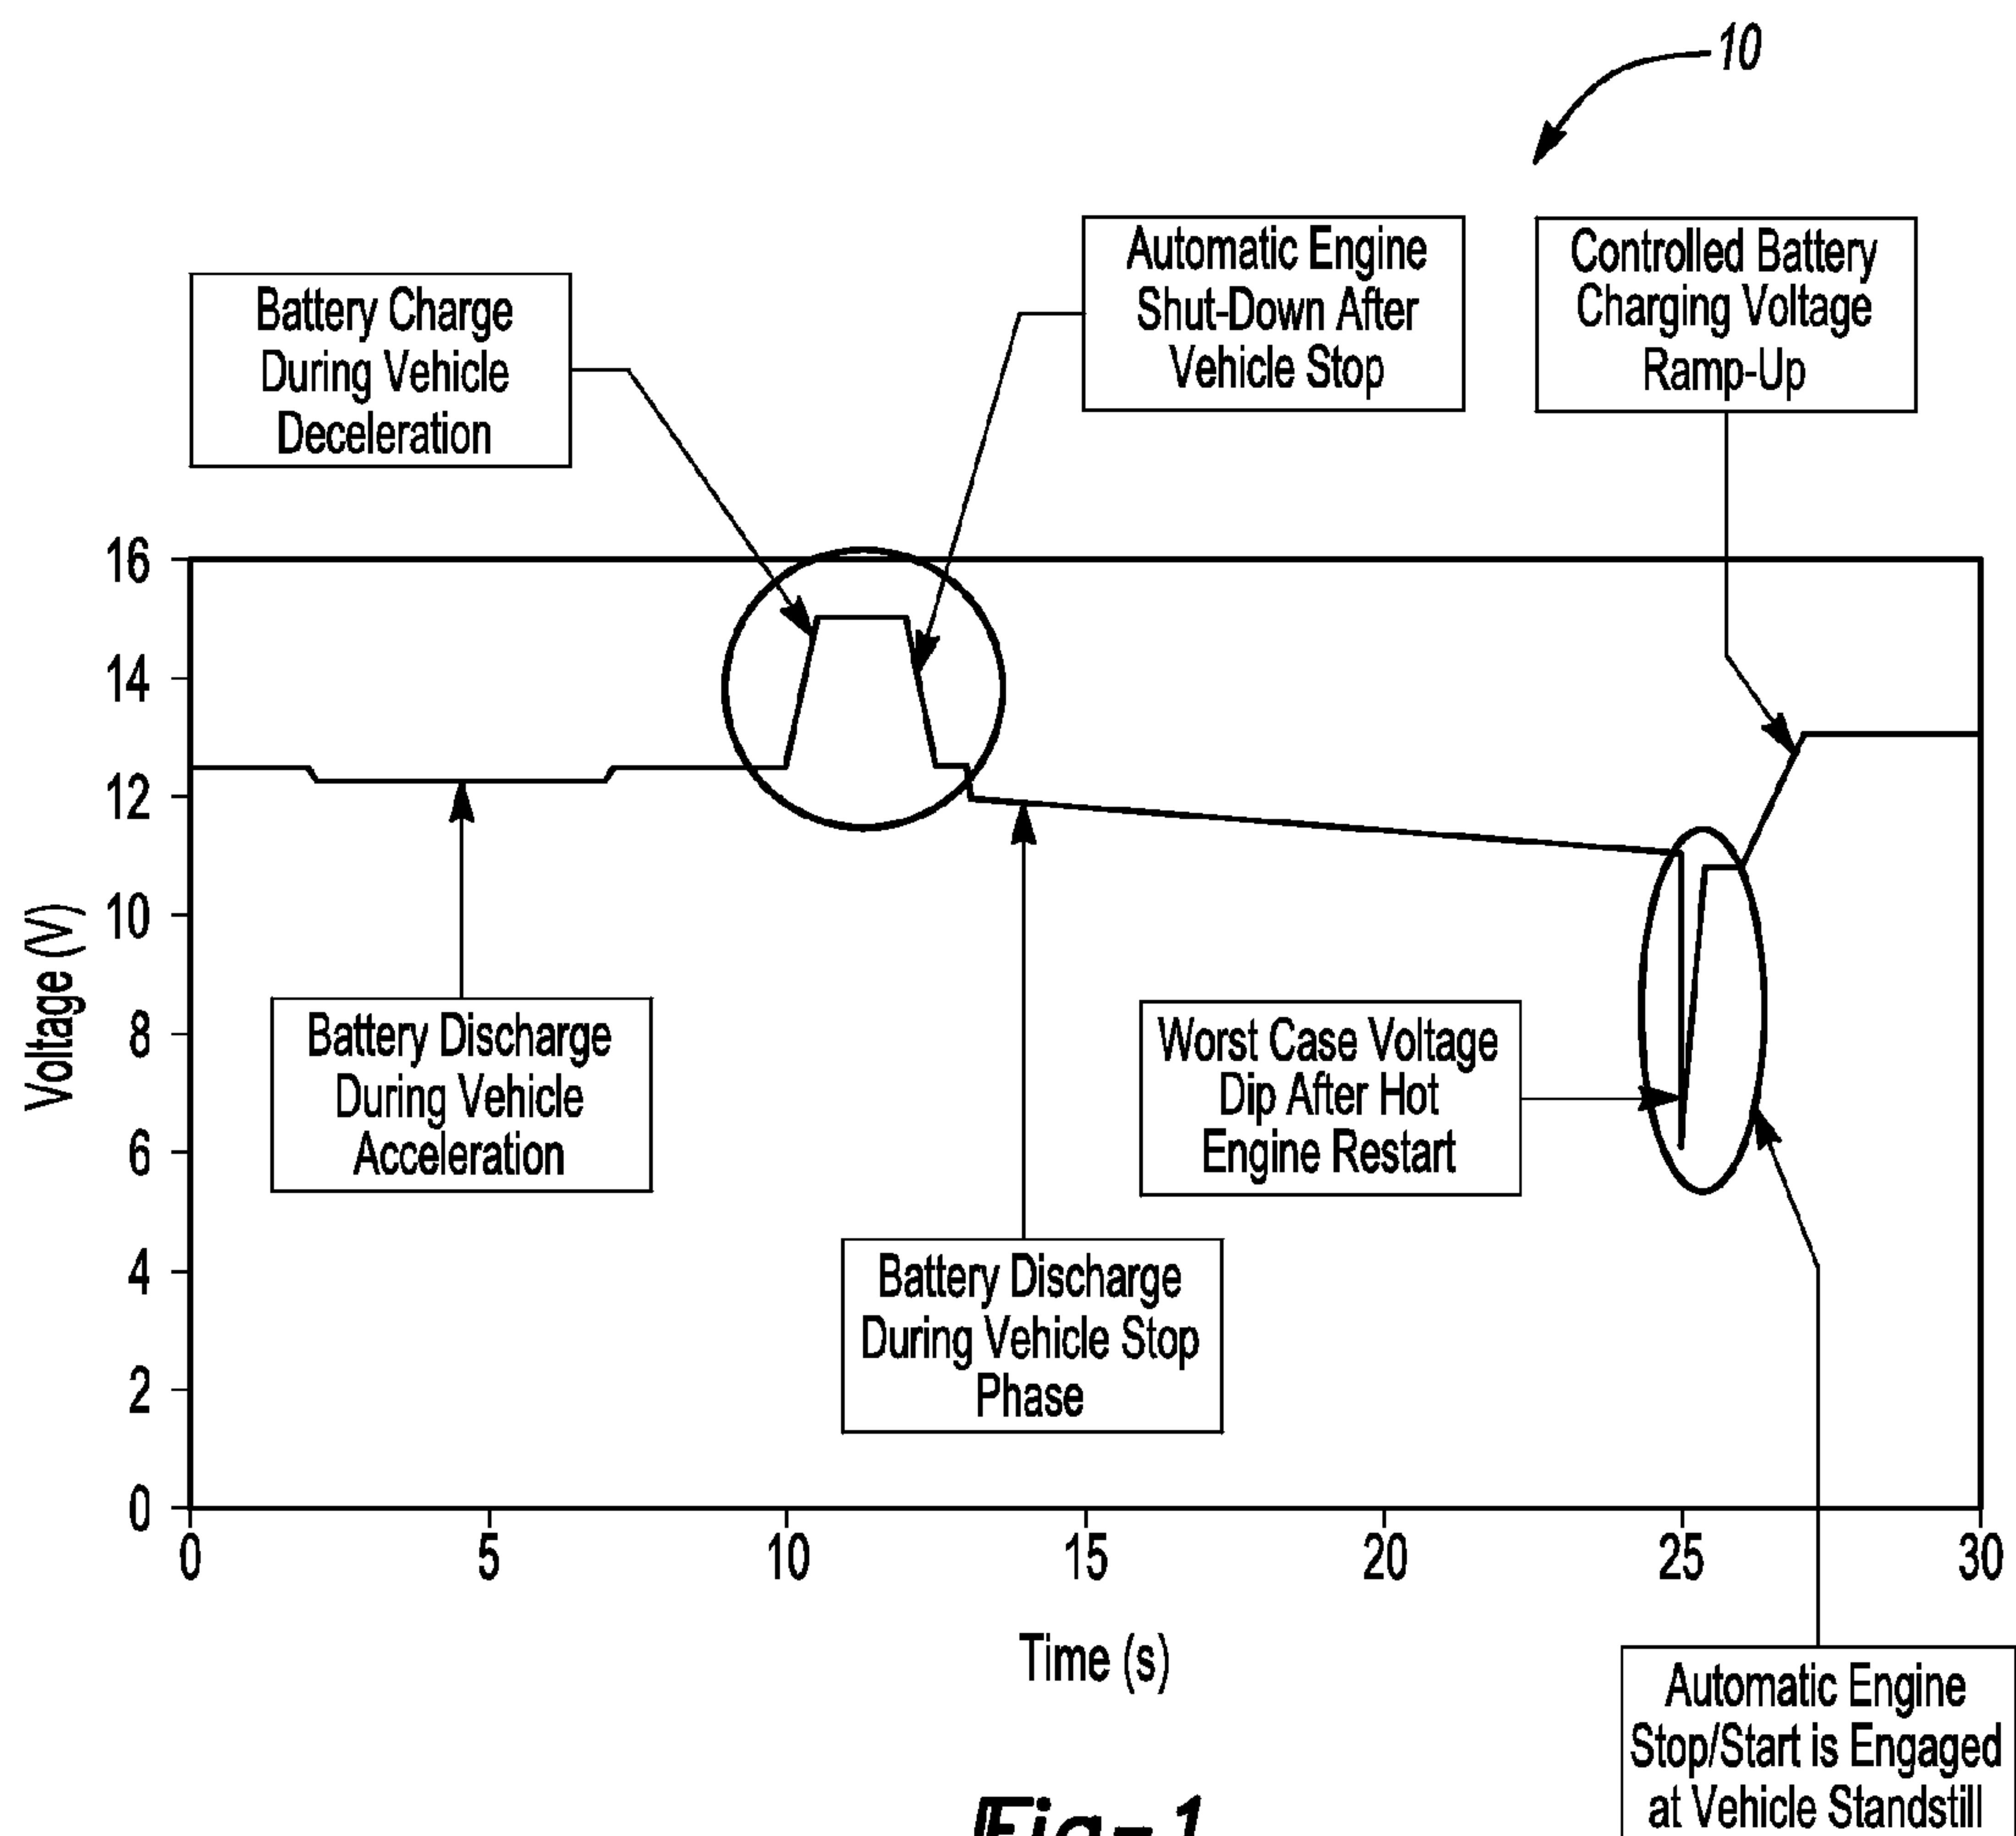 10
Automatic Engine
Shut-Down After
Vehicle Stop
Controlled Battery
Charging Voltage
Ramp-Up
Battery Charge
During Vehicle
Deceleration
16
14
12
10
8
6
4
2
0
Voltage (V)
Battery Discharge
During Vehicle
Acceleration
Worst Case Voltage
Dip After Hot
Engine Restart
Battery Discharge
During Vehicle Stop
Phase
0
5
10
15
20
25
30
Time (s)
Automatic Engine
Stop/Start is Engaged
at Vehicle Standstill
Fig-1